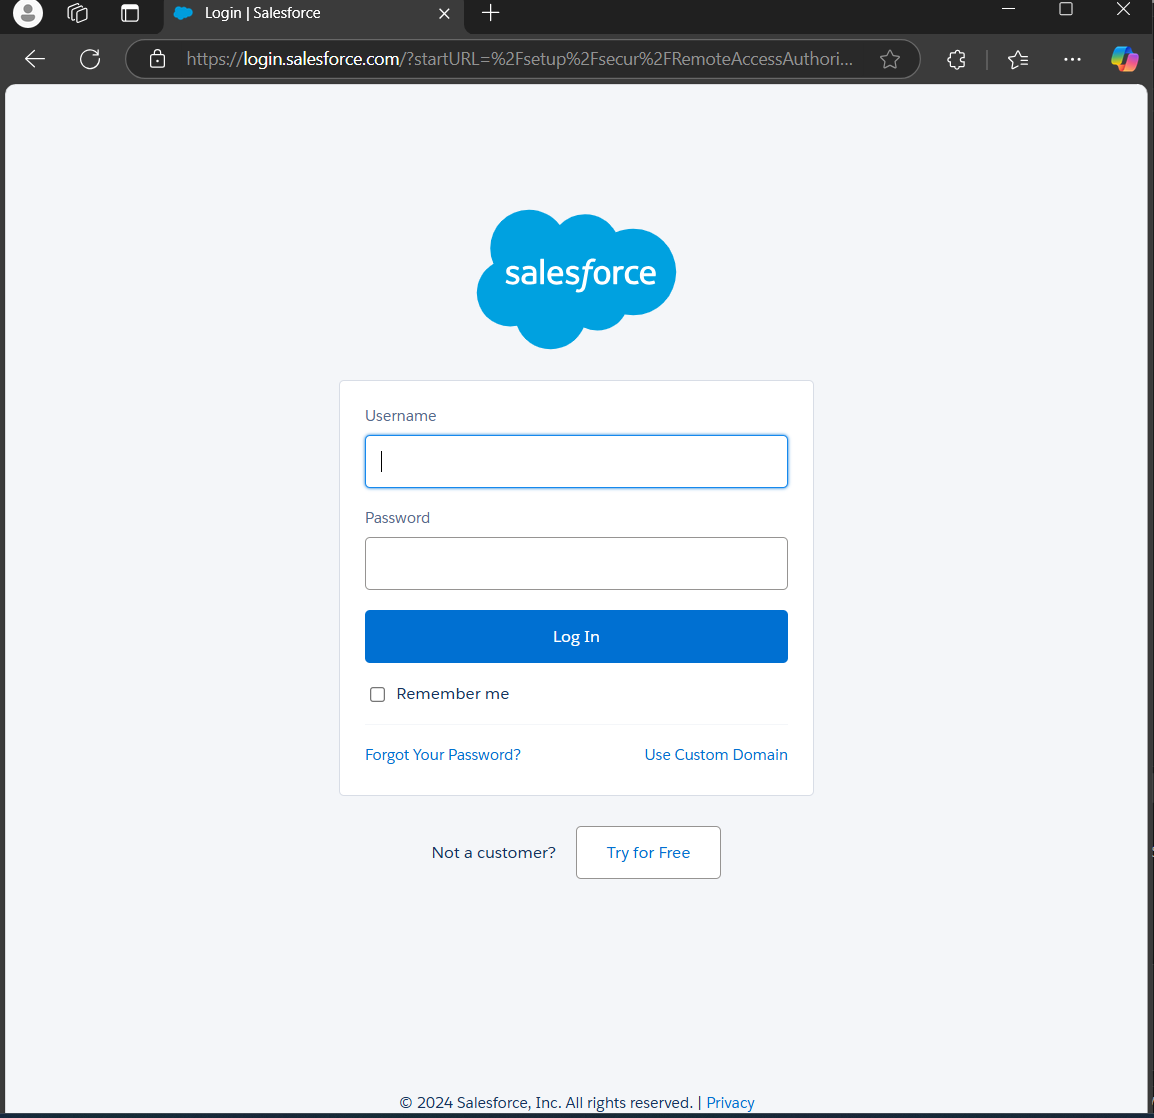 Login | Salesforce
https://login.salesforce.com/?startURL=%2Fsetup%2Fsecur%2FRemoteAccessAuthori...
salesforce
Username
Password
Log In
Remember me
Forgot Your Password? Use Custom Domain
Not a customer? Try for Free
© 2024 Salesforce, Inc. All rights reserved. | Privacy